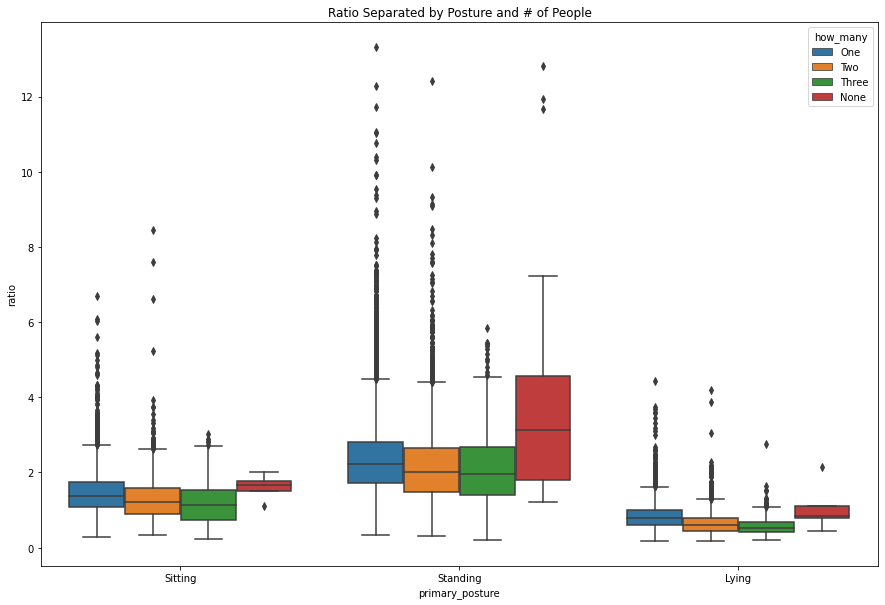 Ratio Separated by Posture and # of People
how_many
One
Two
Three
None
12
10
8
6
4
2
0
ratio
Sitting
Standing
Lying
primary_posture